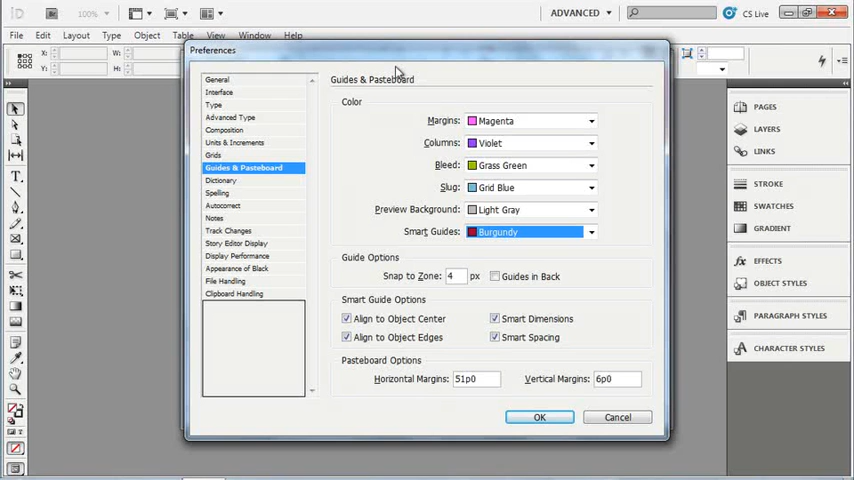 ID Br 100% ADVANCED CS Live
File Edit Layout Type Object Table View Window Help
X: W:
Y: H:
Preferences
General
Interface
Type
Advanced Type
Composition
Units & Increments
Grids
Guides & Pasteboard
Dictionary
Spelling
Autocorrect
Notes
Track Changes
Story Editor Display
Display Performance
Appearance of Black
File Handling
Clipboard Handling
Guides & Pasteboard
Color
Margins: Magenta
Columns: Violet
Bleed: Grass Green
Slug: Grid Blue
Preview Background: Light Gray
Smart Guides: Burgundy
Guide Options
Snap to Zone: 4 px Guides in Back
Smart Guide Options
Align to Object Center Smart Dimensions
Align to Object Edges Smart Spacing
Pasteboard Options
Horizontal Margins: 51p0 Vertical Margins: 6p0
OK Cancel
PAGES
LAYERS
LINKS
STROKE
SWATCHES
GRADIENT
EFFECTS
OBJECT STYLES
PARAGRAPH STYLES
CHARACTER STYLES